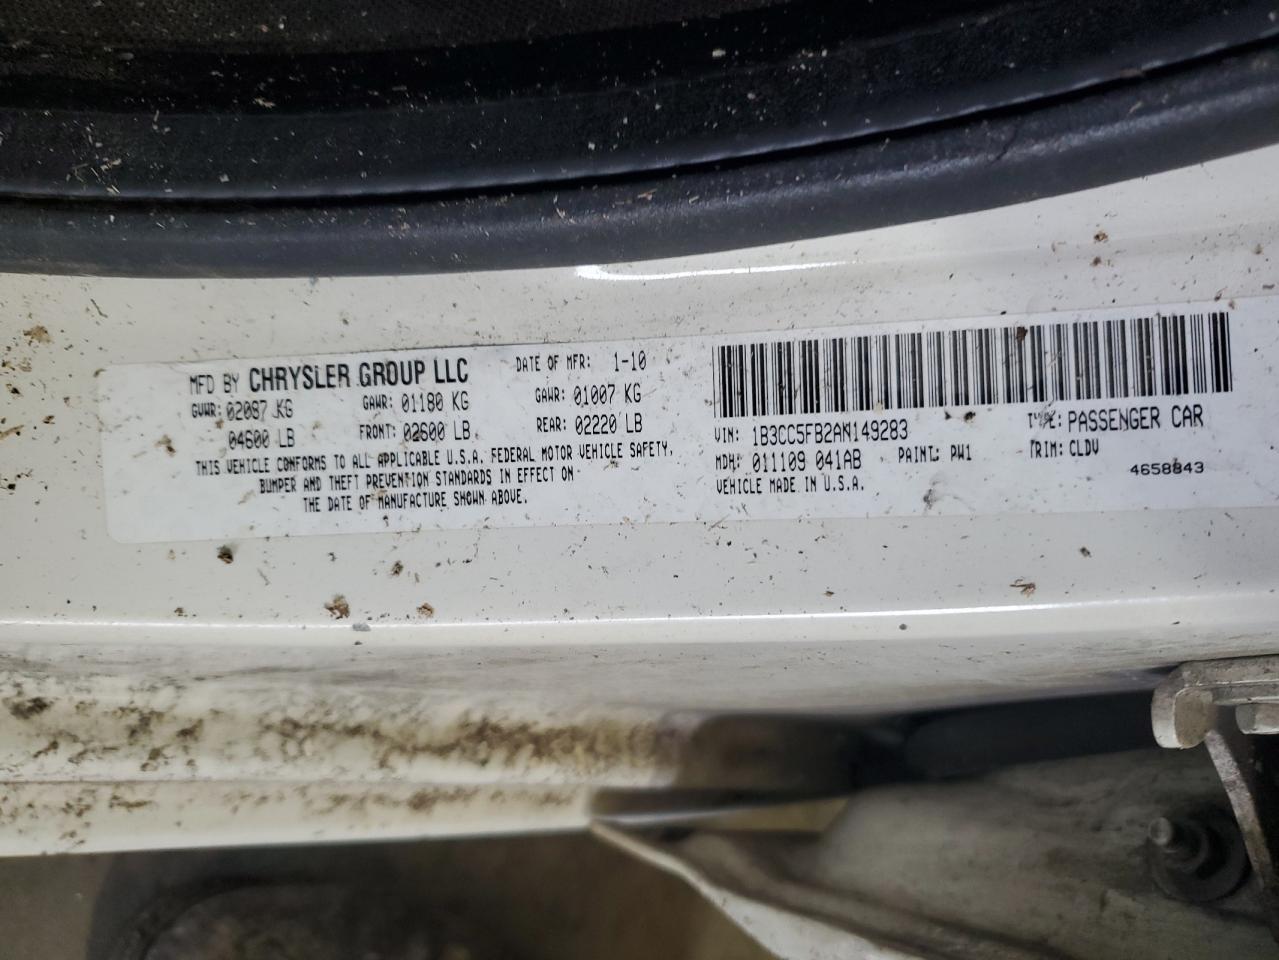 MFD BY CHRYSLER GROUP LLC DATE OF MFR: 1-10
GVWR: 02087 KG GAWR: 01180 KG GAWR: 01007 KG
04600 LB FRONT: 02600 LB REAR: 02220 LB
THIS VEHICLE CONFORMS TO ALL APPLICABLE U.S.A. FEDERAL MOTOR VEHICLE SAFETY,
BUMPER AND THEFT PREVENTION STANDARDS IN EFFECT ON
THE DATE OF MANUFACTURE SHOWN ABOVE.
VIN: 1B3CC5FB2AN149283 TYPE: PASSENGER CAR
MDH: 011109 041AB PAINT: PW1 TRIM: CLDV
VEHICLE MADE IN U.S.A. 4658843